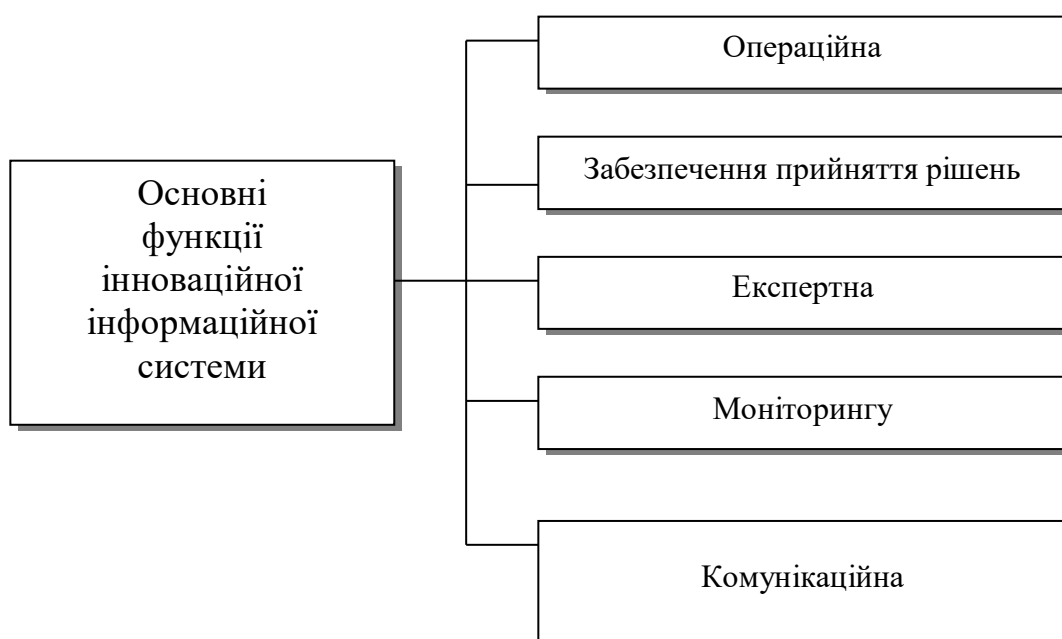 Основні
функції
інноваційної
інформаційної
системи
Операційна
Забезпечення прийняття рішень
Експертна
Моніторингу
Комунікаційна